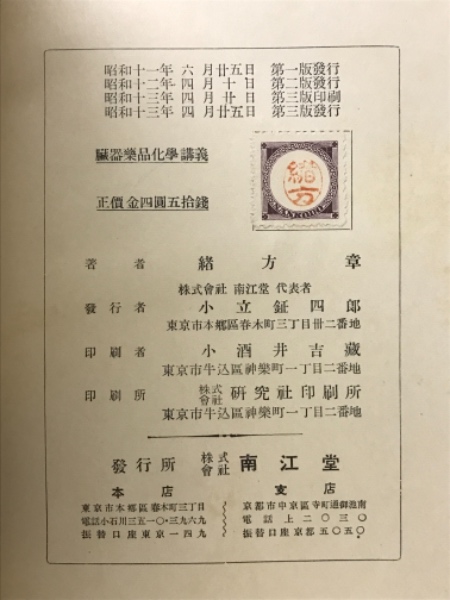 昭和十一年六月廿五日 第一版發行
昭和十二年四月十日 第二版發行
昭和十三年四月廿日 第三版印刷
昭和十三年四月廿五日 第三版發行
臟器藥品化學講義
正價金四圓五拾錢
緒方
著者 緒方章
株式會社 南江堂 代表者
發行者 小立鉦四郎
東京市本鄉區春木町三丁目卅二番地
印刷者 小酒井吉藏
東京市牛込區神樂町一丁目二番地
印刷所 株式會社 研究社印刷所
東京市牛込區神樂町一丁目二番地
發行所 株式會社 南江堂
本店
東京市本鄉區春木町三丁目
電話小石川三五一〇・三九六九
振替口座東京一四九
支店
京都市中京區寺町通御池南
電話上二〇三〇
振替口座京都五〇五〇